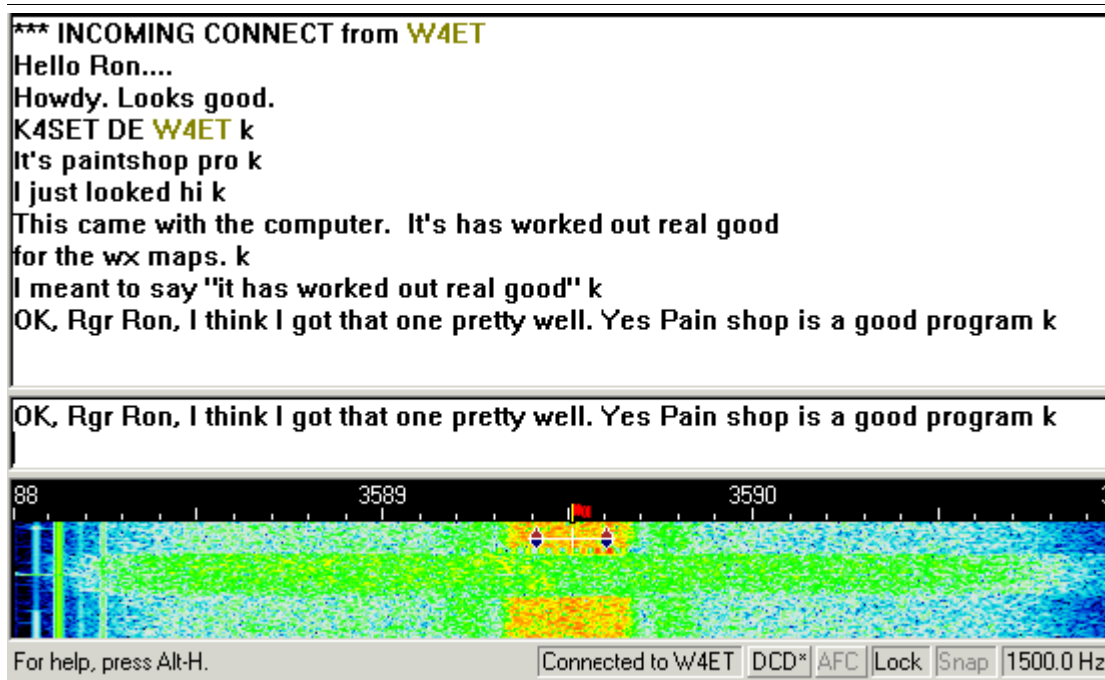 *** INCOMING CONNECT from W4ET
Hello Ron....
Howdy. Looks good.
K4SET DE W4ET k
It's paintshop pro k
I just looked hi k
This came with the computer.  It's has worked out real good
for the wx maps. k
I meant to say "it has worked out real good" k
OK, Rgr Ron, I think I got that one pretty well. Yes Pain shop is a good program k
OK, Rgr Ron, I think I got that one pretty well. Yes Pain shop is a good program k
88 3589 3590
For help, press Alt-H. Connected to W4ET DCD* AFC Lock Snap 1500.0 Hz